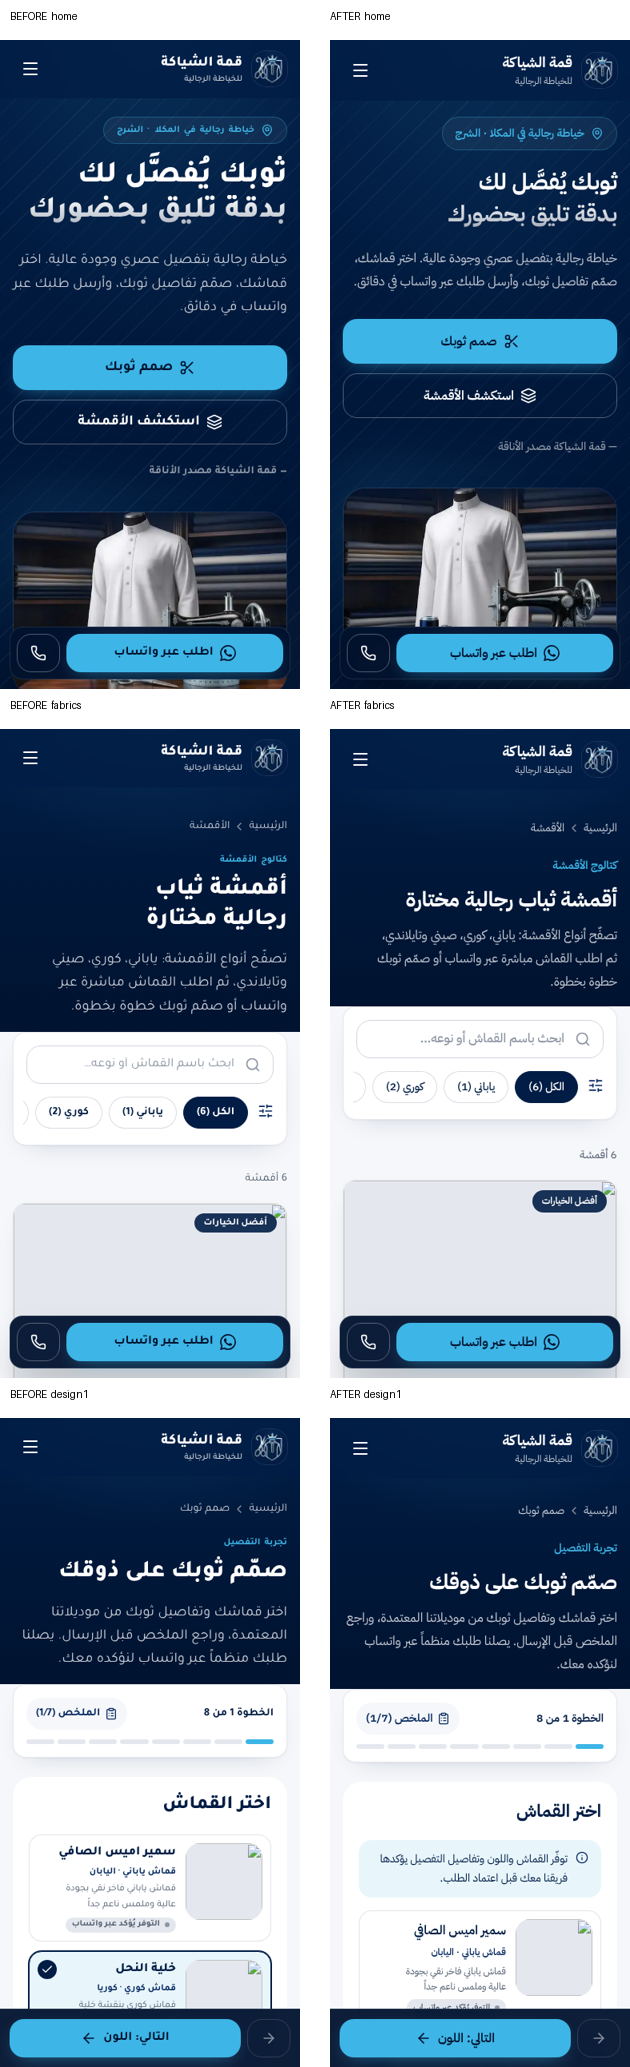 BEFORE home
قمة الشياكة
للخياطة الرجالية
خياطة رجالية في المكلا · الشرج
ثوبك يُفصَّل لك
بدقة تليق بحضورك
خياطة رجالية بتفصيل عصري وجودة عالية. اختر
قماشك، صمّم تفاصيل ثوبك، وأرسل طلبك عبر
واتساب في دقائق.
صمم ثوبك
استكشف الأقمشة
— قمة الشياكة مصدر الأناقة
اطلب عبر واتساب
AFTER home
قمة الشياكة
للخياطة الرجالية
خياطة رجالية في المكلا · الشرج
ثوبك يُفصَّل لك
بدقة تليق بحضورك
خياطة رجالية بتفصيل عصري وجودة عالية. اختر قماشك،
صمّم تفاصيل ثوبك، وأرسل طلبك عبر واتساب في دقائق.
صمم ثوبك
استكشف الأقمشة
— قمة الشياكة مصدر الأناقة
اطلب عبر واتساب
BEFORE fabrics
قمة الشياكة
للخياطة الرجالية
الرئيسية
الأقمشة
كتالوج الأقمشة
أقمشة ثياب
رجالية مختارة
تصفّح أنواع الأقمشة: ياباني، كوري، صيني
وتايلاندي، ثم اطلب القماش مباشرة عبر
واتساب أو صمّم ثوبك خطوة بخطوة.
ابحث باسم القماش أو نوعه...
الكل (6)
ياباني (1)
كوري (2)
6 أقمشة
أفضل الخيارات
اطلب عبر واتساب
AFTER fabrics
قمة الشياكة
للخياطة الرجالية
الرئيسية
الأقمشة
كتالوج الأقمشة
أقمشة ثياب رجالية مختارة
تصفّح أنواع الأقمشة: ياباني، كوري، صيني وتايلاندي،
ثم اطلب القماش مباشرة عبر واتساب أو صمّم ثوبك
خطوة بخطوة.
ابحث باسم القماش أو نوعه...
الكل (6)
ياباني (1)
كوري (2)
6 أقمشة
أفضل الخيارات
اطلب عبر واتساب
BEFORE design1
قمة الشياكة
للخياطة الرجالية
الرئيسية
صمم ثوبك
تجربة التفصيل
صمّم ثوبك على ذوقك
اختر قماشك وتفاصيل ثوبك من موديلاتنا
المعتمدة، وراجع الملخص قبل الإرسال. يصلنا
طلبك منظماً عبر واتساب لنؤكده معك.
الخطوة 1 من 8
الملخص (1/7)
اختر القماش
سمير اميس الصافي
قماش ياباني · اليابان
قماش ياباني فاخر نقي بجودة
عالية وملمس ناعم جداً
التوفر يُؤكد عبر واتساب
خلية النحل
قماش كوري · كوريا
قماش كوري بنقشة خلية
التالي: اللون
AFTER design1
قمة الشياكة
للخياطة الرجالية
الرئيسية
صمم ثوبك
تجربة التفصيل
صمّم ثوبك على ذوقك
اختر قماشك وتفاصيل ثوبك من موديلاتنا المعتمدة، وراجع
الملخص قبل الإرسال. يصلنا طلبك منظماً عبر واتساب
لنؤكده معك.
الخطوة 1 من 8
الملخص (1/7)
اختر القماش
توفّر القماش واللون وتفاصيل التفصيل يؤكدها
فريقنا معك قبل اعتماد الطلب.
سمير اميس الصافي
قماش ياباني · اليابان
قماش ياباني فاخر نقي بجودة
عالية وملمس ناعم جداً
التوفر يُؤكد عبر واتساب
التالي: اللون